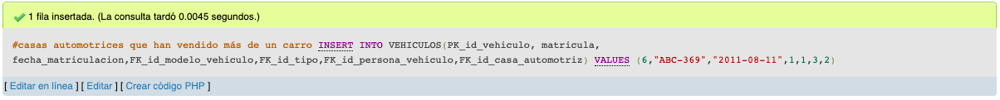 1 fila insertada. (La consulta tardó 0.0045 segundos.)
#casas automotrices que han vendido más de un carro INSERT INTO VEHICULOS(PK_id_vehiculo, matricula,
fecha_matriculacion,FK_id_modelo_vehiculo,FK_id_tipo,FK_id_persona_vehiculo,FK_id_casa_automotriz) VALUES (6,"ABC-369","2011-08-11",1,1,3,2)
[ Editar en línea ] [ Editar ] [ Crear código PHP ]